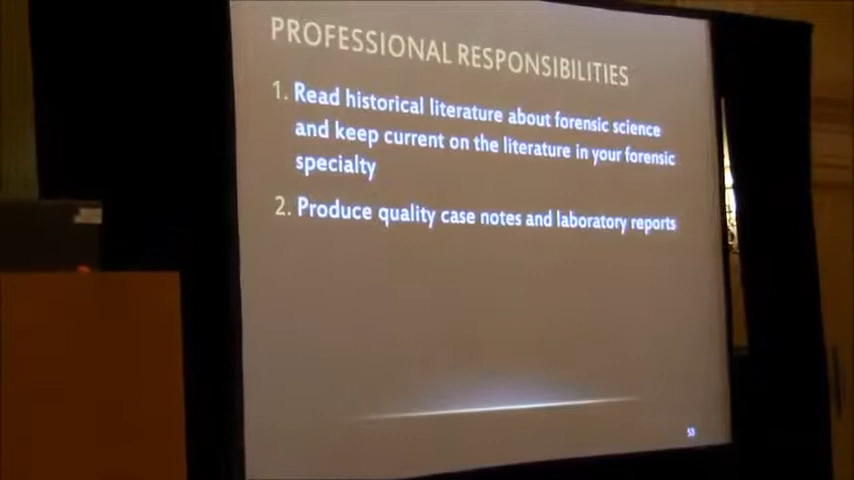 PROFESSIONAL RESPONSIBILITIES
1. Read historical literature about forensic science
and keep current on the literature in your forensic
specialty
2. Produce quality case notes and laboratory reports
53